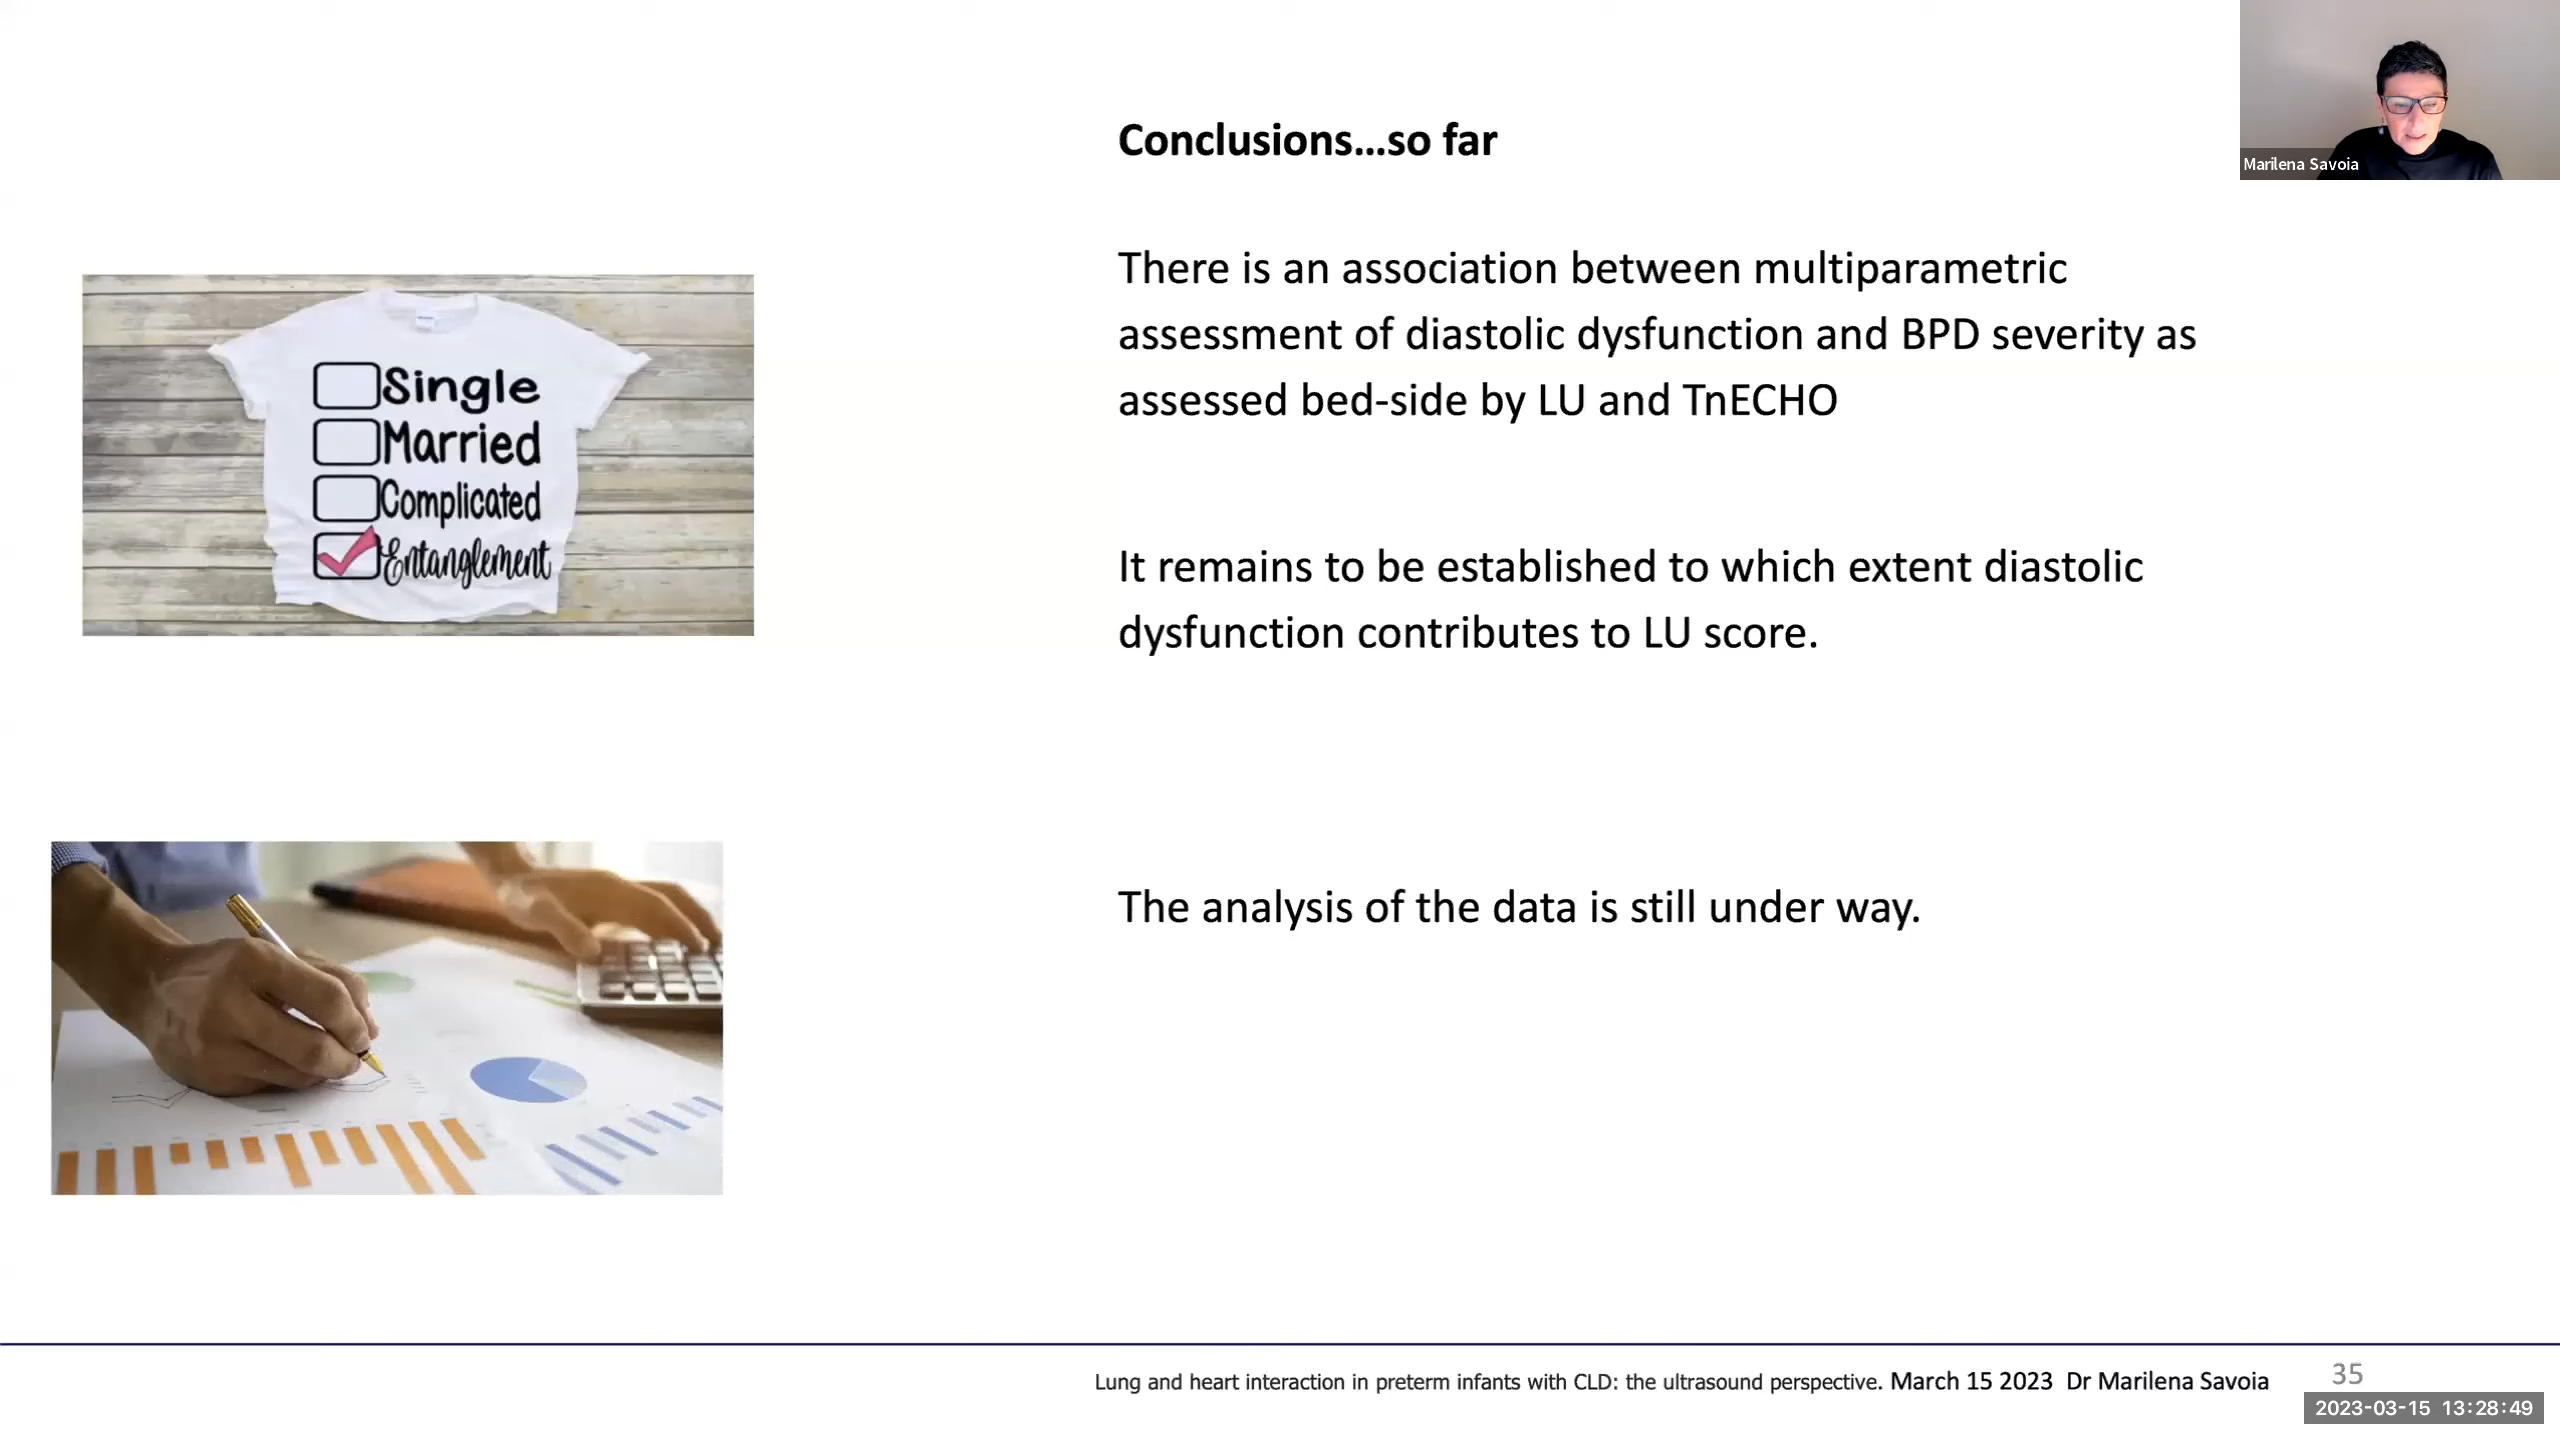 Marilena Savoia
Conclusions...so far
There is an association between multiparametric
assessment of diastolic dysfunction and BPD severity as
assessed bed-side by LU and TnECHO
It remains to be established to which extent diastolic
dysfunction contributes to LU score.
The analysis of the data is still under way.
Single
Married
Complicated
Entanglement
Lung and heart interaction in preterm infants with CLD: the ultrasound perspective. March 15 2023 Dr Marilena Savoia
35
2023-03-15 13:28:49